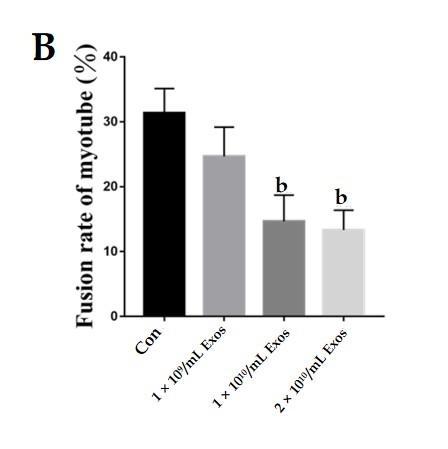 B
Fusion rate of myotube (%)
40
30
20
10
0
b
b
Con
1 × 10⁹/mL Exos
1 × 10¹⁰/mL Exos
2 × 10¹⁰/mL Exos